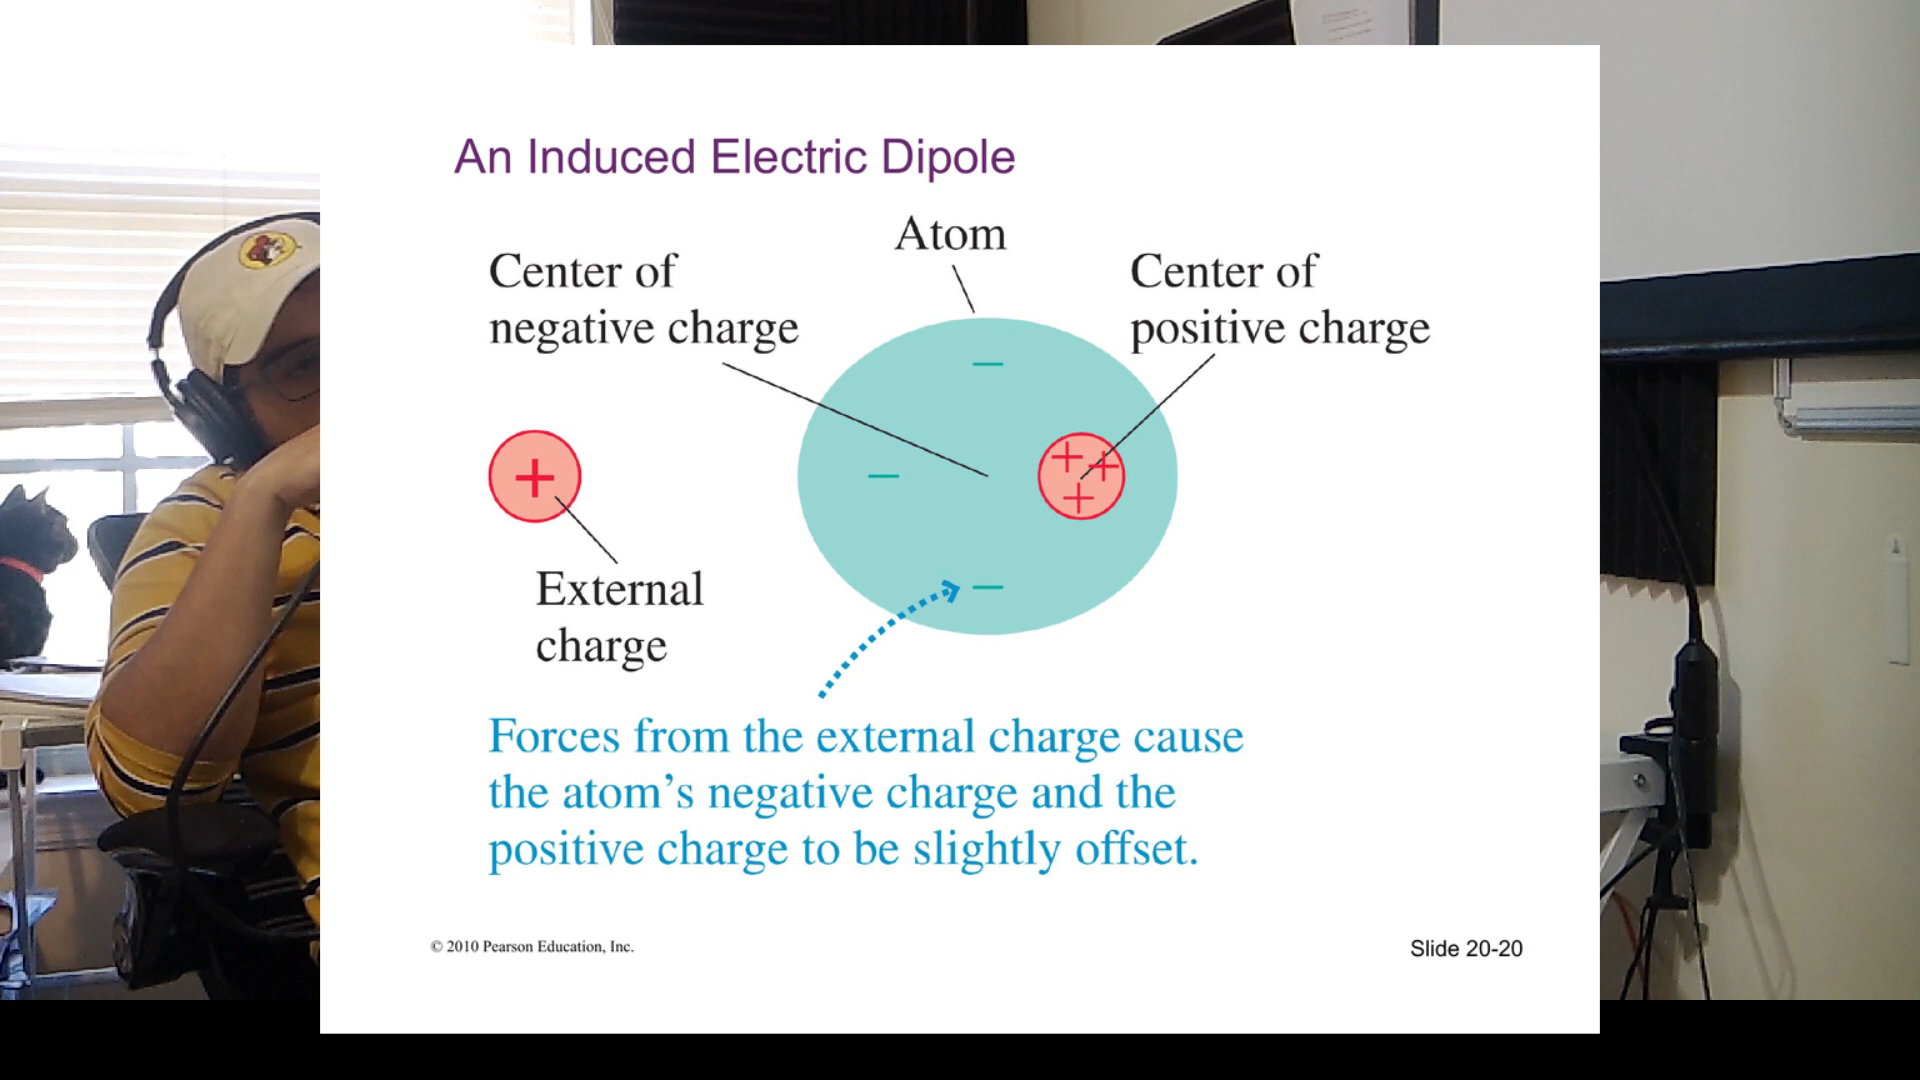 An Induced Electric Dipole
Atom
Center of
negative charge
Center of
positive charge
+
+ +
+
−
−
−
External
charge
Forces from the external charge cause
the atom’s negative charge and the
positive charge to be slightly offset.
© 2010 Pearson Education, Inc.
Slide 20-20